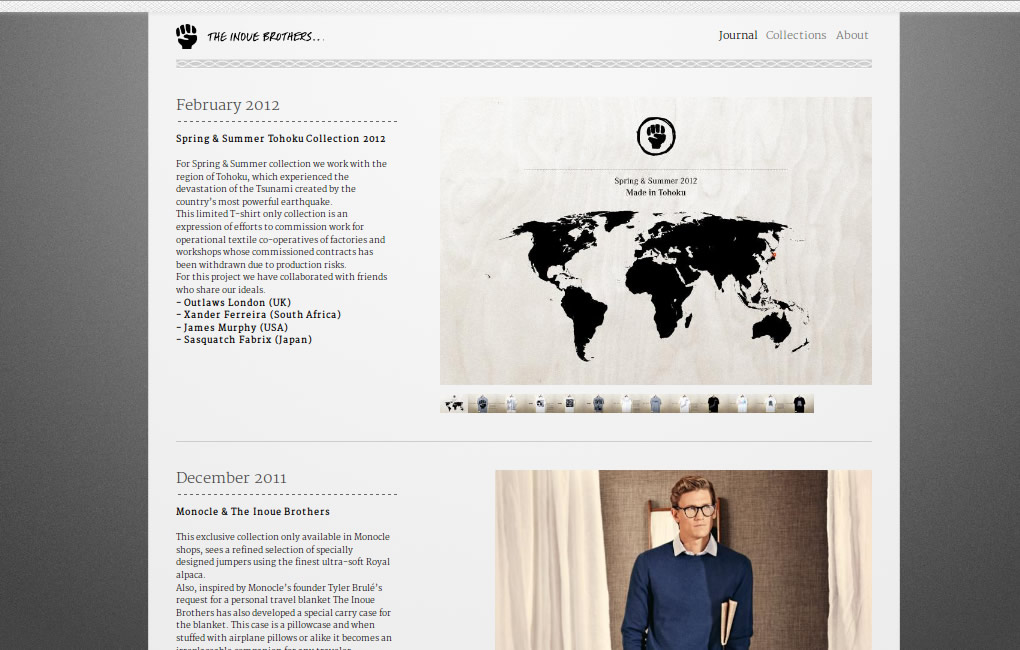 THE INOUE BROTHERS...
Journal Collections About
February 2012
Spring & Summer Tohoku Collection 2012
For Spring & Summer collection we work with the
region of Tohoku, which experienced the
devastation of the Tsunami created by the
country's most powerful earthquake.
This limited T-shirt only collection is an
expression of efforts to commission work for
operational textile co-operatives of factories and
workshops whose commissioned contracts has
been withdrawn due to production risks.
For this project we have collaborated with friends
who share our ideals.
- Outlaws London (UK)
- Xander Ferreira (South Africa)
- James Murphy (USA)
- Sasquatch Fabrix (Japan)
Spring & Summer 2012
Made in Tohoku
December 2011
Monocle & The Inoue Brothers
This exclusive collection only available in Monocle
shops, sees a refined selection of specially
designed jumpers using the finest ultra-soft Royal
alpaca.
Also, inspired by Monocle's founder Tyler Brulé's
request for a personal travel blanket The Inoue
Brothers has also developed a special carry case for
the blanket. This case is a pillowcase and when
stuffed with airplane pillows or alike it becomes an
irreplaceable companion for any traveler